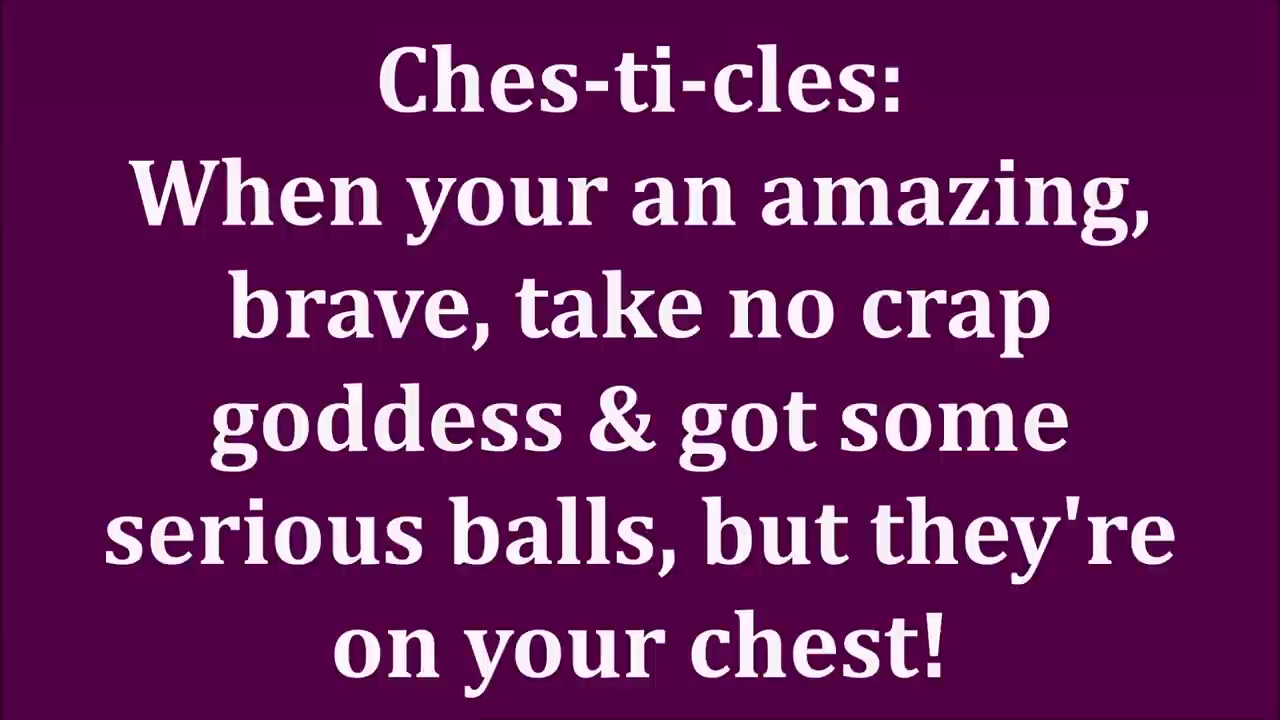 Ches-ti-cles:
When your an amazing,
brave, take no crap
goddess & got some
serious balls, but they're
on your chest!